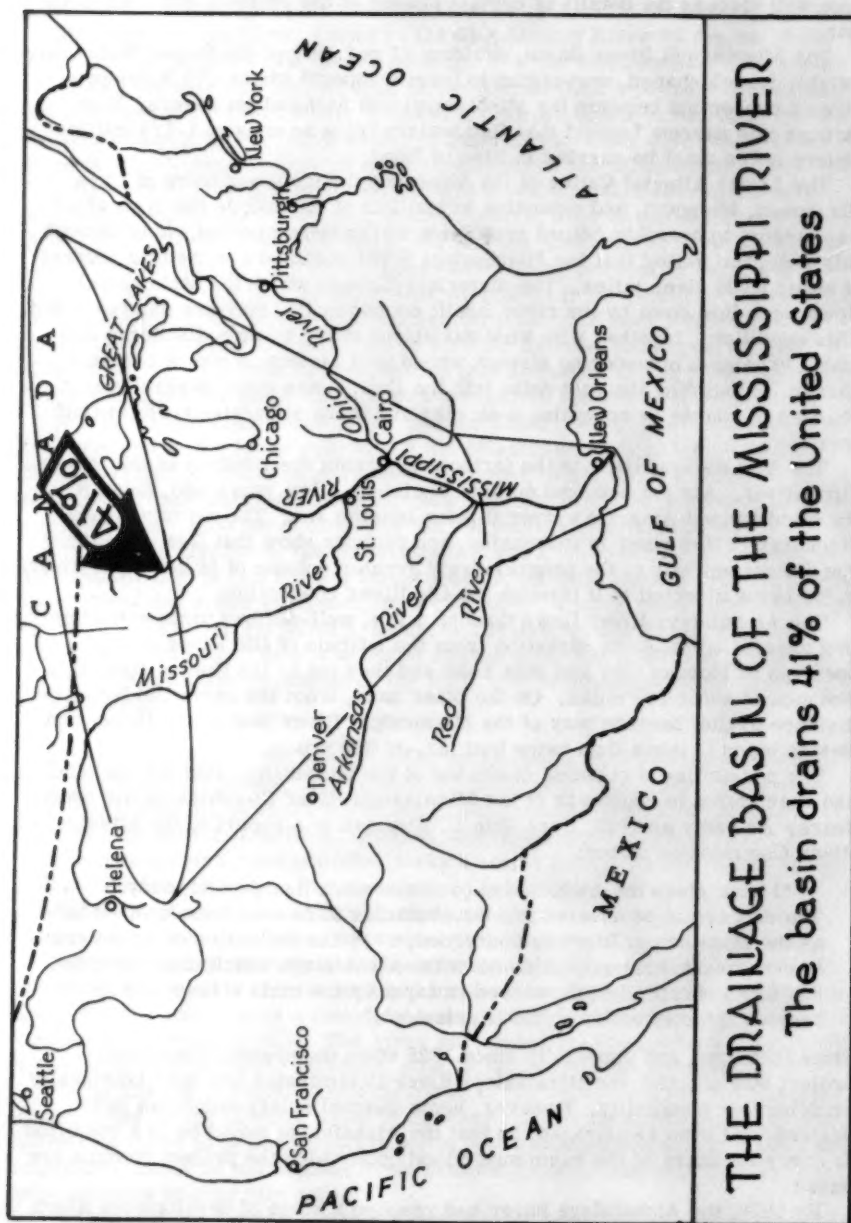 CANADA
41%
GREAT LAKES
Seattle
Helena
Missouri
River
RIVER
Chicago
New York
Pittsburgh
River
Ohio
Cairo
St Louis
MISSISSIPPI
San Francisco
Denver
Arkansas
River
Red
River
New Orleans
ATLANTIC
OCEAN
PACIFIC OCEAN
MEXICO
GULF OF MEXICO
THE DRAINAGE BASIN OF THE MISSISSIPPI RIVER
The basin drains 41% of the United States